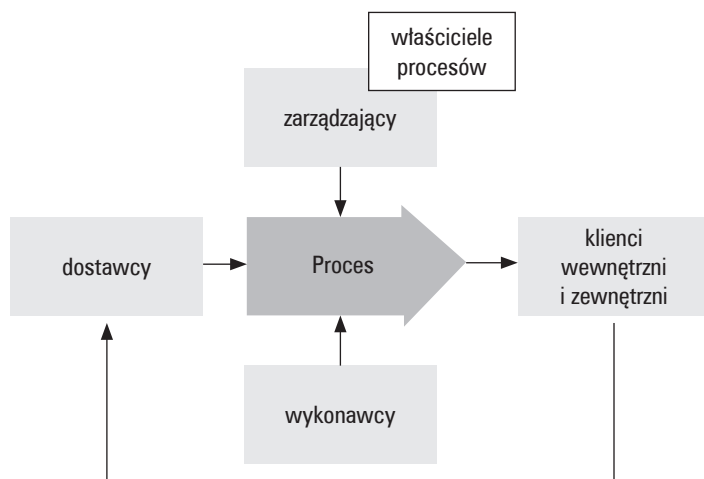 właściciele
procesów
zarządzający
dostawcy
Proces
klienci
wewnętrzni
i zewnętrzni
wykonawcy